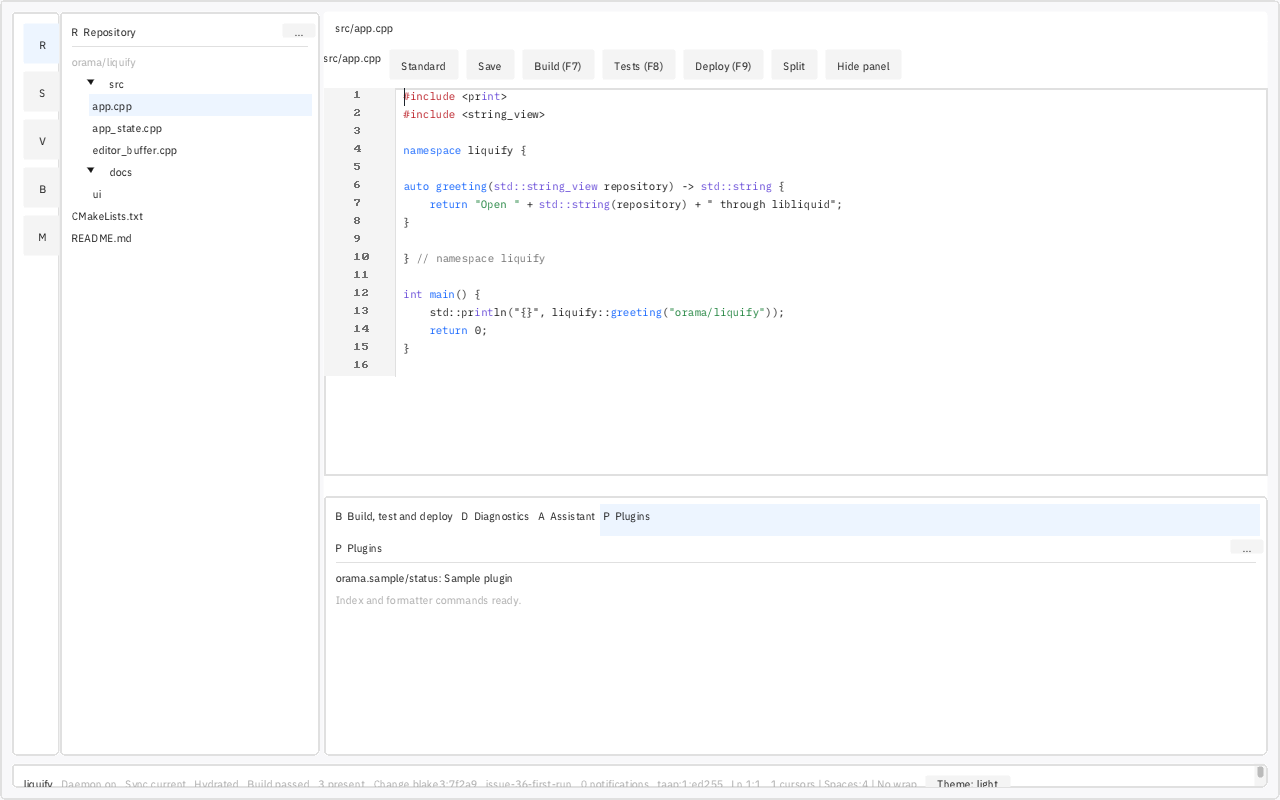 R
S
V
B
M
R Repository
...
orama/liquify
src
app.cpp
app_state.cpp
editor_buffer.cpp
docs
ui
CMakeLists.txt
README.md
src/app.cpp
src/app.cpp Standard Save Build (F7) Tests (F8) Deploy (F9) Split Hide panel
1 #include <print>
2 #include <string_view>
3
4 namespace liquify {
5
6 auto greeting(std::string_view repository) -> std::string {
7     return "Open " + std::string(repository) + " through libliquid";
8 }
9
10 } // namespace liquify
11
12 int main() {
13     std::println("{}", liquify::greeting("orama/liquify"));
14     return 0;
15 }
16
B Build, test and deploy D Diagnostics A Assistant P Plugins
P Plugins ...
orama.sample/status: Sample plugin
Index and formatter commands ready.
liquify Daemon on Sync current Hydrated Build passed 3 present Change blake3:7f2a9 issue-36-first-run 0 notifications taap:1:ed255 Ln 1:1 1 cursors | Spaces:4 | No wrap Theme: light